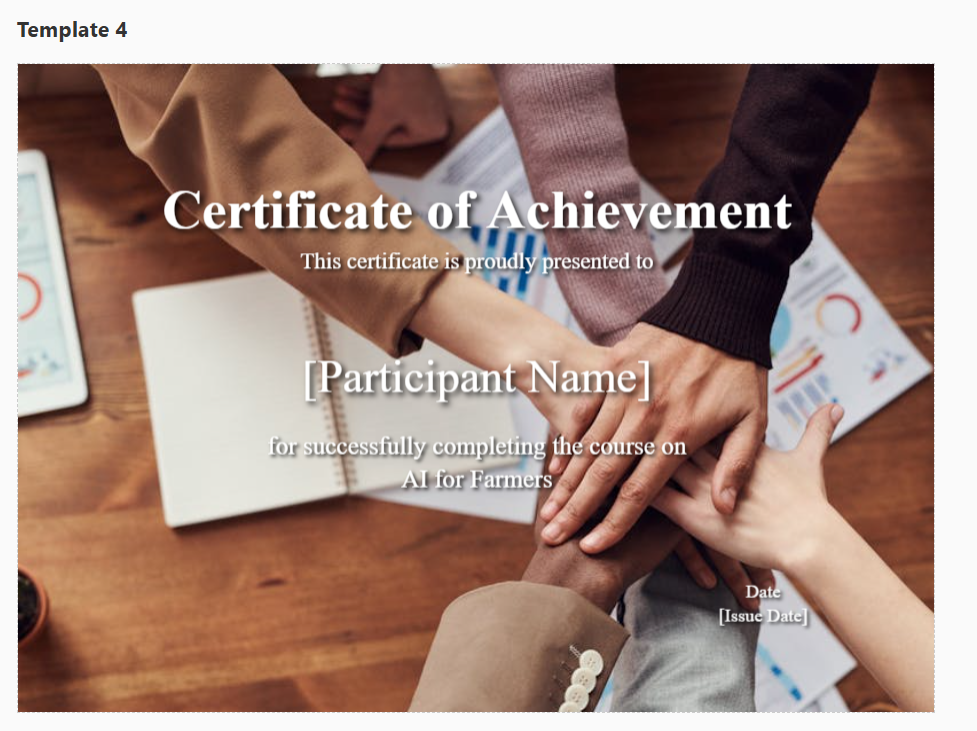 Template 4
Certificate of Achievement
This certificate is proudly presented to
[Participant Name]
for successfully completing the course on
AI for Farmers
Date
[Issue Date]